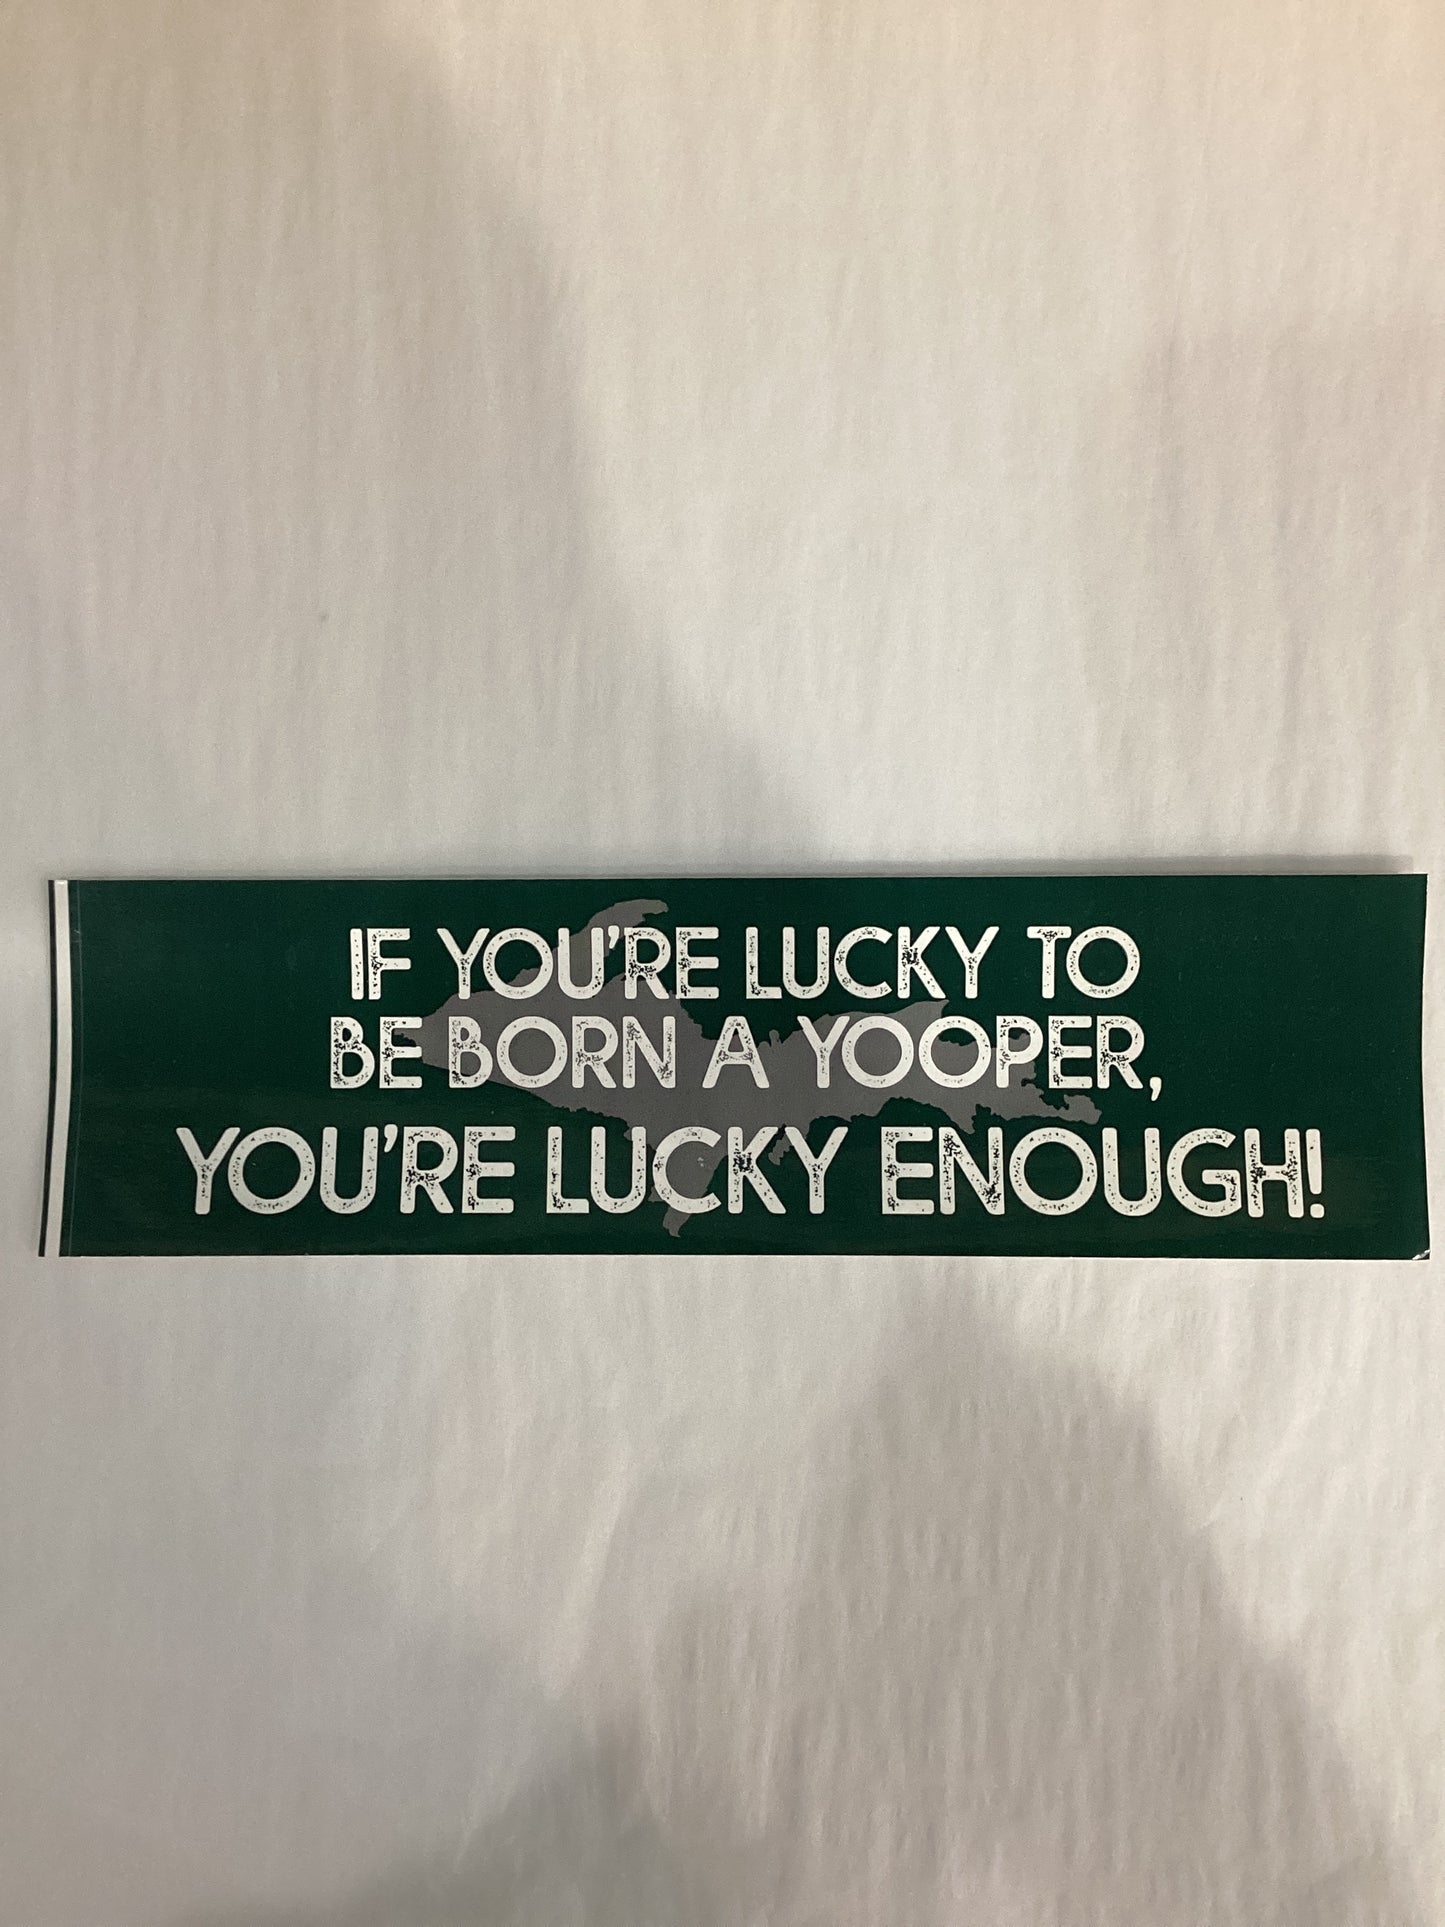 IF YOU'RE LUCKY TO
BE BORN A YOOPER,
YOU'RE LUCKY ENOUGH!